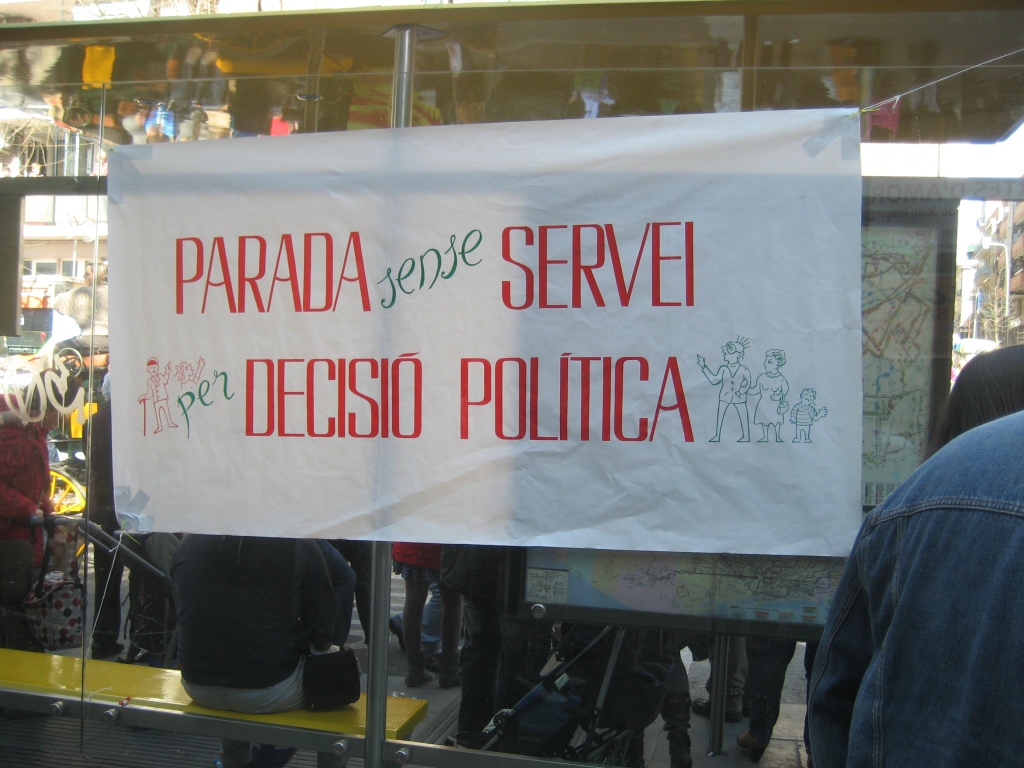 PARADA sense SERVEI
per DECISIÓ POLÍTICA